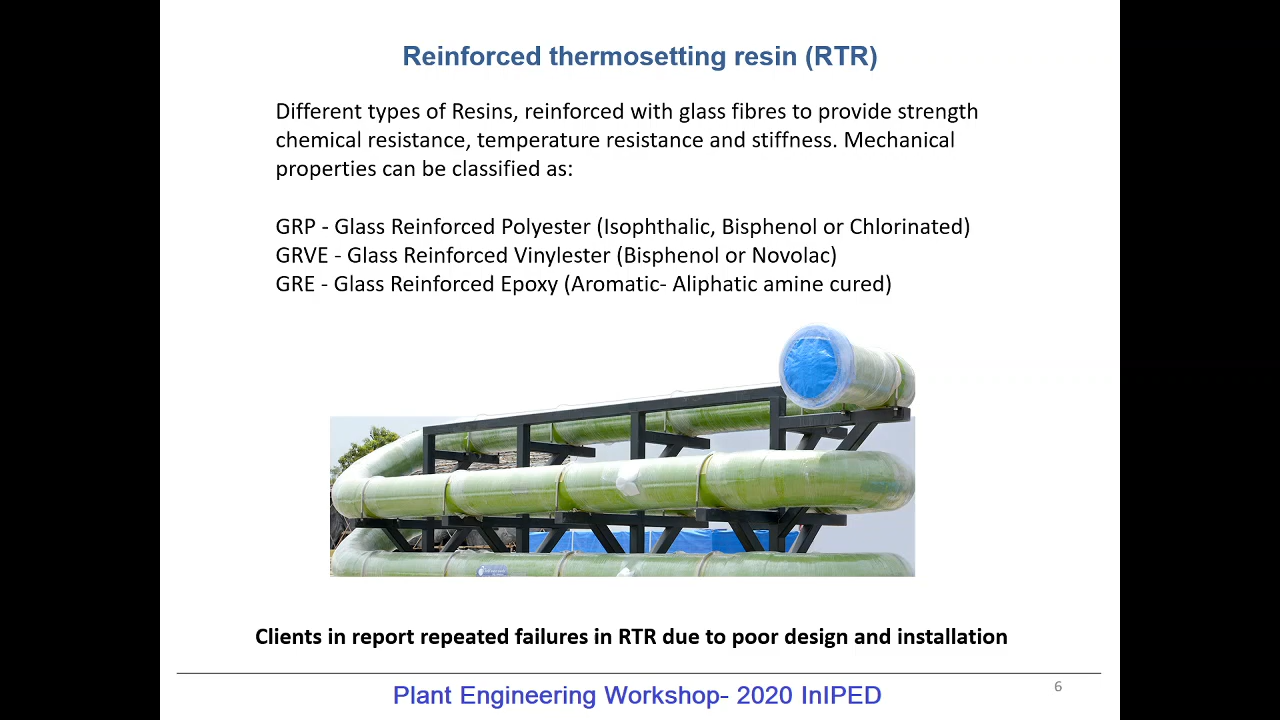 Reinforced thermosetting resin (RTR)
Different types of Resins, reinforced with glass fibres to provide strength
chemical resistance, temperature resistance and stiffness. Mechanical
properties can be classified as:
GRP - Glass Reinforced Polyester (Isophthalic, Bisphenol or Chlorinated)
GRVE - Glass Reinforced Vinylester (Bisphenol or Novolac)
GRE - Glass Reinforced Epoxy (Aromatic- Aliphatic amine cured)
Clients in report repeated failures in RTR due to poor design and installation
Plant Engineering Workshop- 2020 InIPED
6